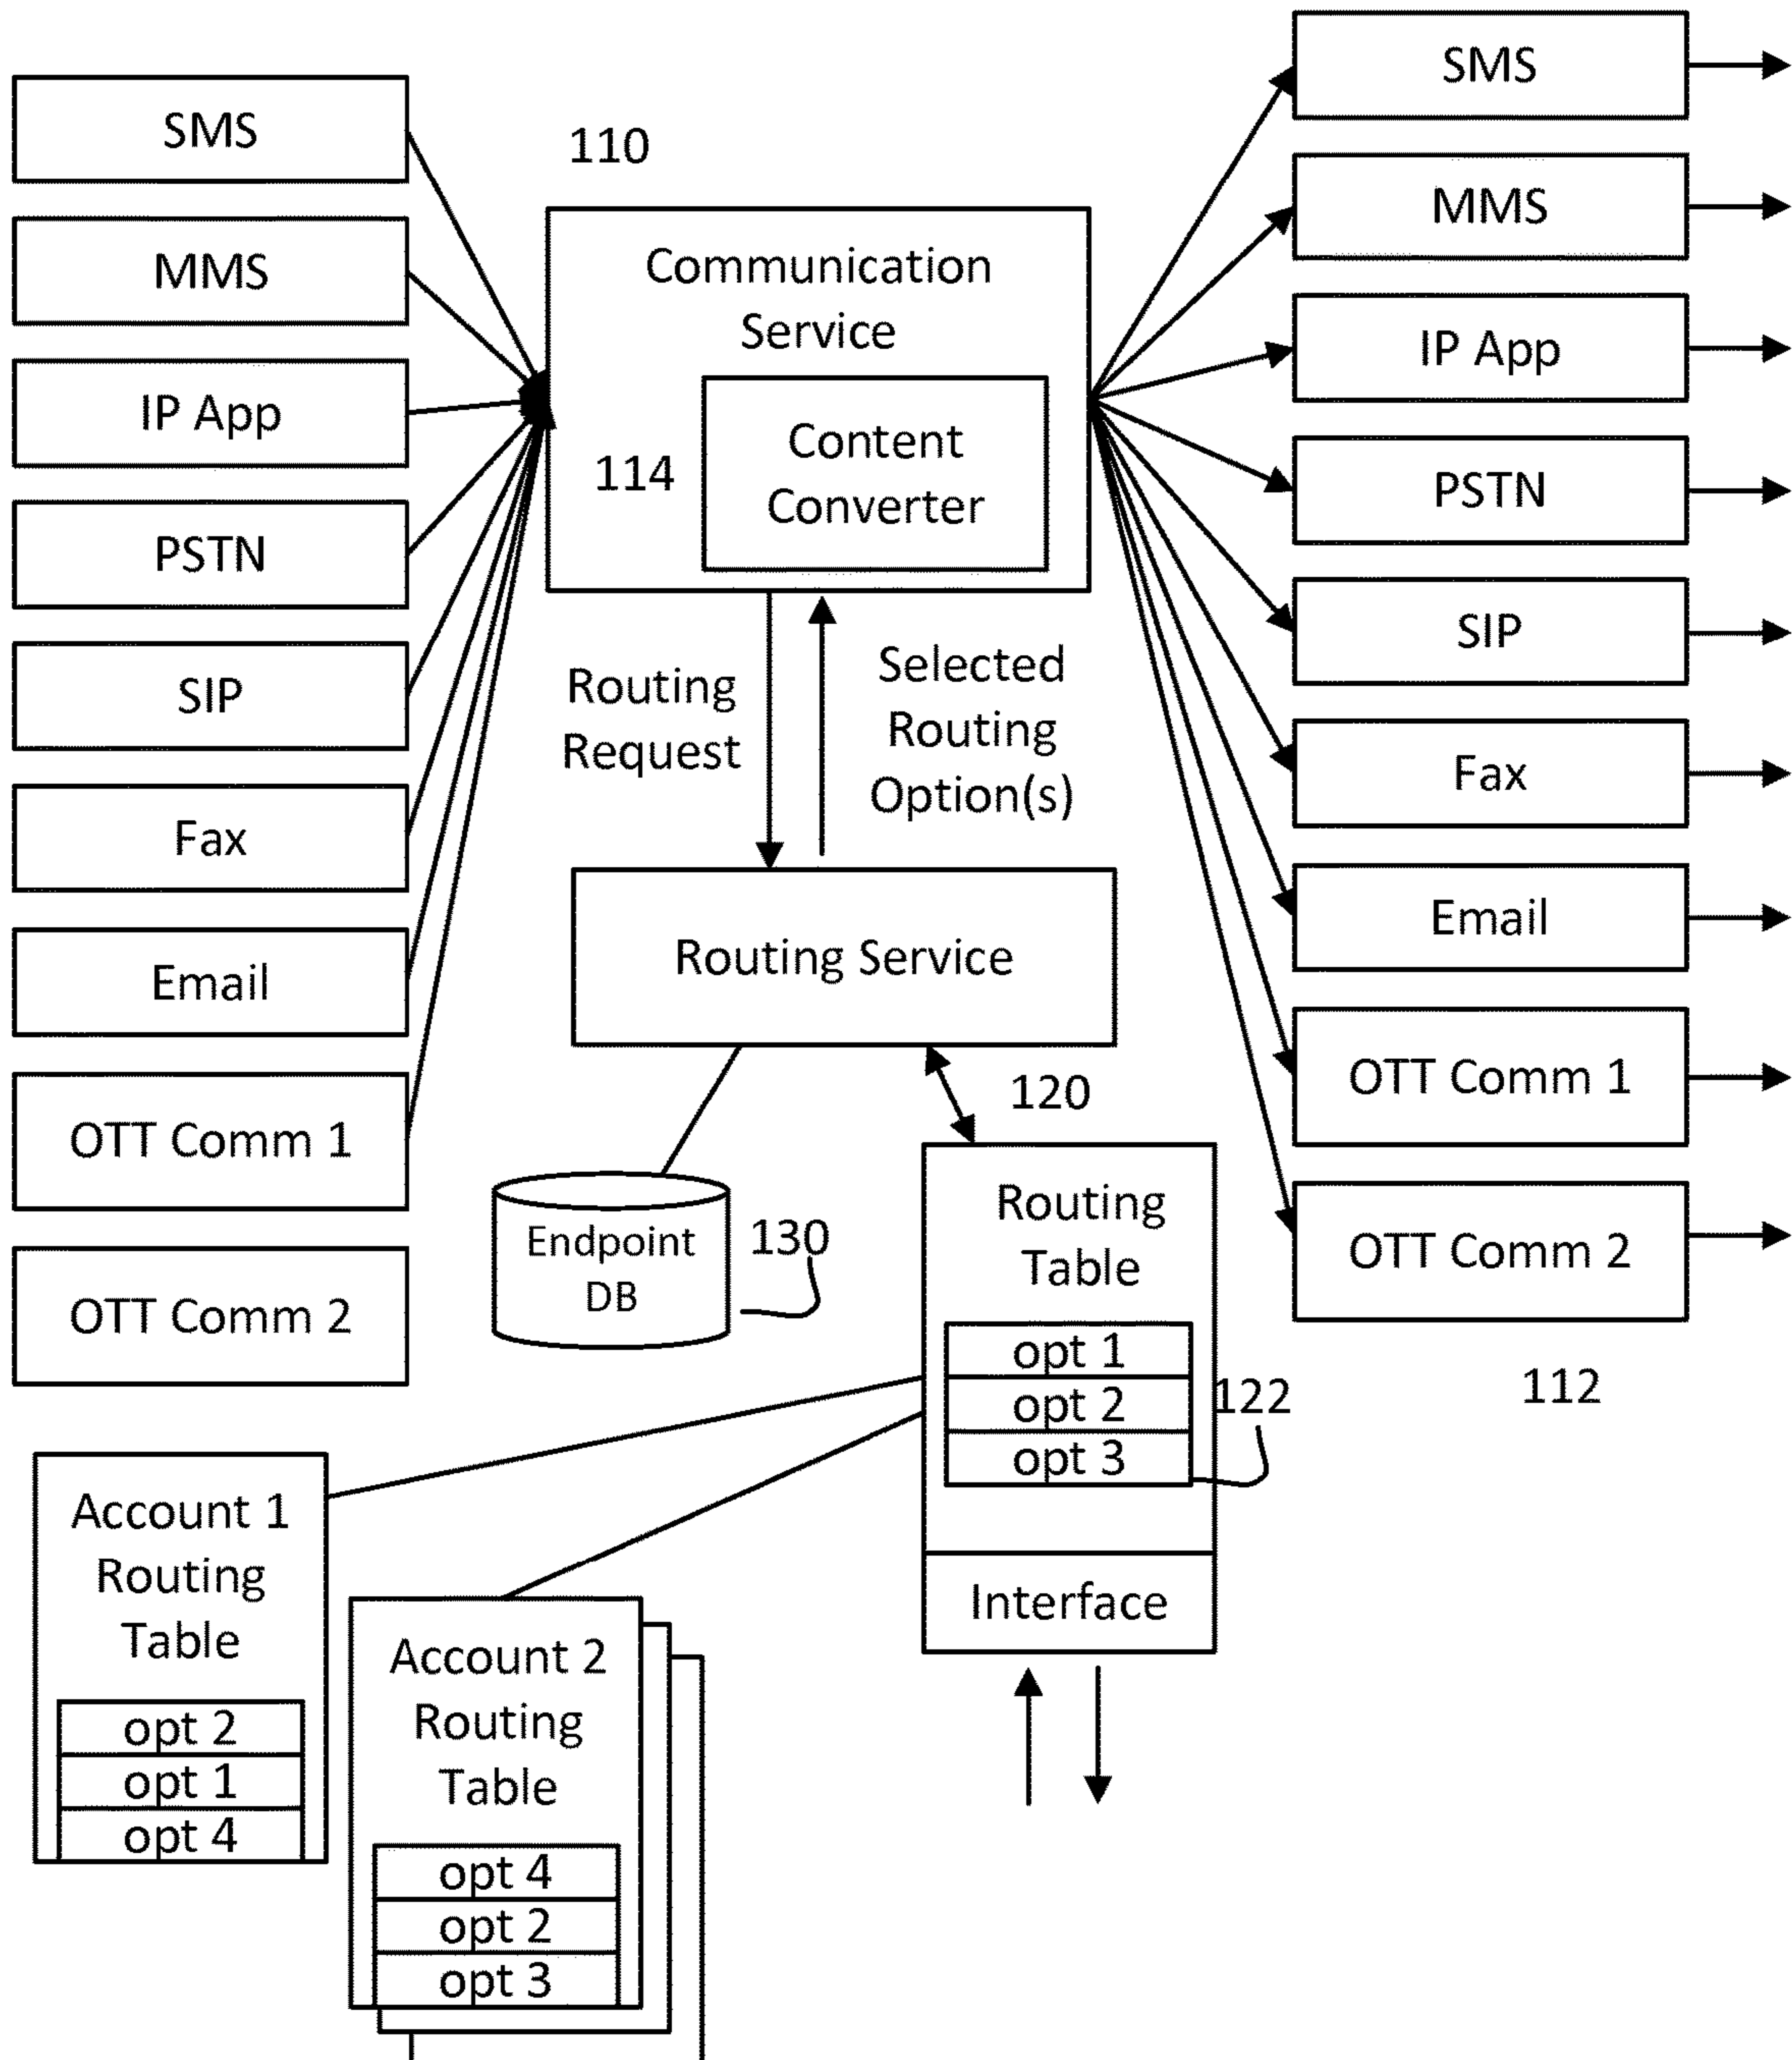 SMS
MMS
IP App
PSTN
SIP
Fax
Email
OTT Comm 1
OTT Comm 2
110
Communication
Service
114
Content
Converter
Routing
Request
Selected
Routing
Option(s)
Routing Service
120
Endpoint
DB
130
Routing
Table
opt 1
opt 2
opt 3
122
Interface
SMS
MMS
IP App
PSTN
SIP
Fax
Email
OTT Comm 1
OTT Comm 2
112
Account 1
Routing
Table
opt 2
opt 1
opt 4
Account 2
Routing
Table
opt 4
opt 2
opt 3